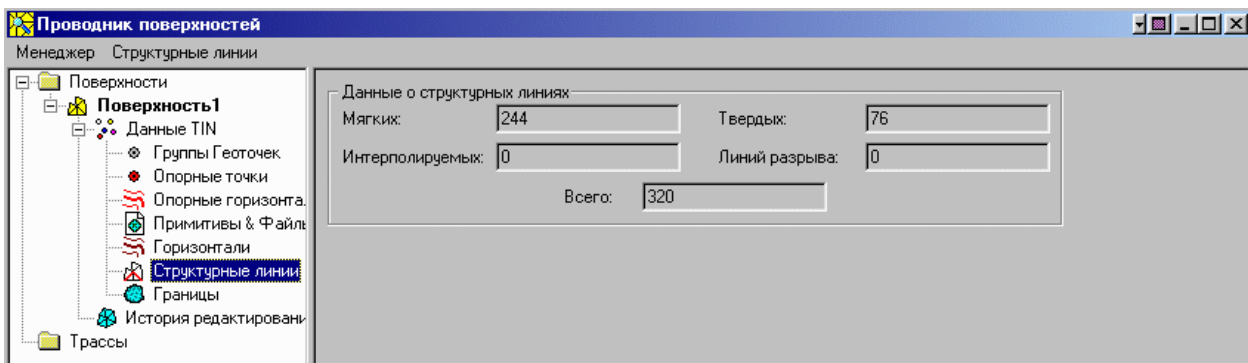 Проводник поверхностей
Менеджер Структурные линии
Поверхности
Поверхность1
Данные TIN
Группы Геоточек
Опорные точки
Опорные горизонта
Примитивы & Файлы
Горизонтали
Структурные линии
Границы
История редактировани
Трассы
Данные о структурных линиях
Мягких: 244 Твердых: 76
Интерполируемых: 0 Линий разрыва: 0
Всего: 320